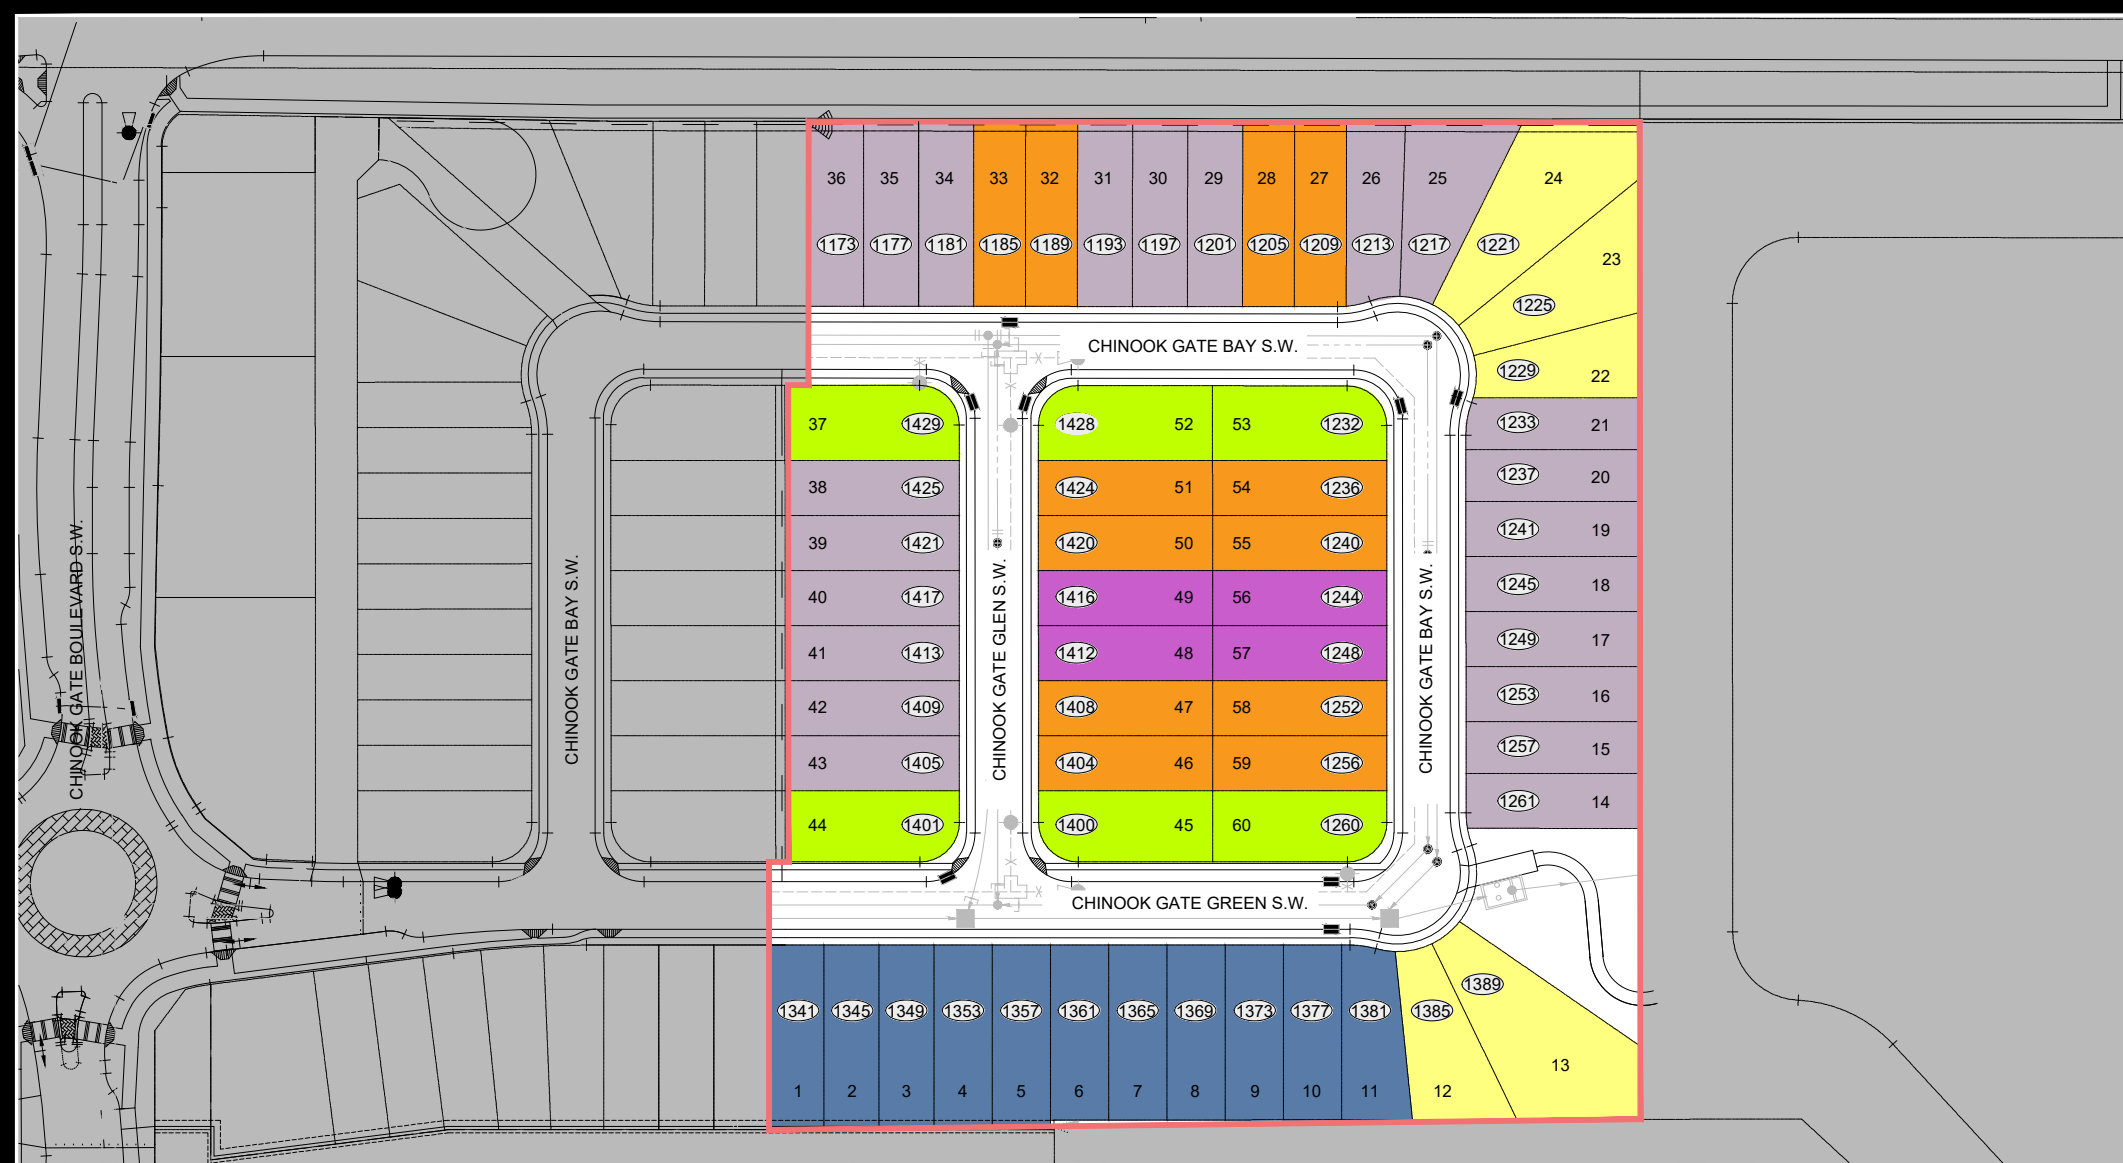 36 35 34 33 32 31 30 29 28 27 26 25 24
1173 1177 1181 1185 1189 1193 1197 1201 1205 1209 1213 1217 1221
23
1225
CHINOOK GATE BAY S.W.
1229 22
37 1429 1428 52 53 1232 1233 21
1237 20
38 1425 1424 51 54 1236
1241 19
39 1421 1420 50 55 1240
1245 18
40 1417 1416 49 56 1244
1249 17
41 1413 1412 48 57 1248
1253 16
42 1409 1408 47 58 1252
1257 15
43 1405 1404 46 59 1256
1261 14
44 1401 1400 45 60 1260
CHINOOK GATE BOULEVARD S.W.
CHINOOK GATE BAY S.W.
CHINOOK GATE GLEN S.W.
CHINOOK GATE BAY S.W.
CHINOOK GATE GREEN S.W.
1389
1341 1345 1349 1353 1357 1361 1365 1369 1373 1377 1381 1385
13
1 2 3 4 5 6 7 8 9 10 11 12